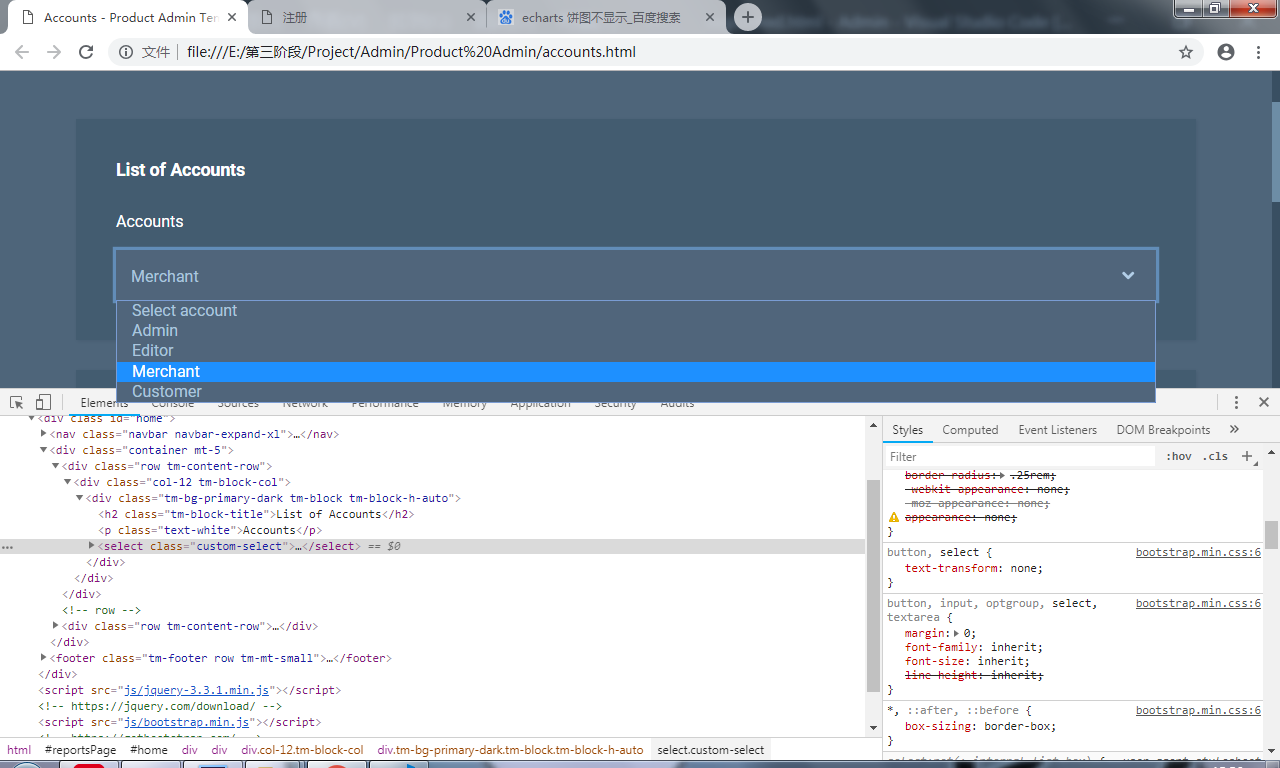 Accounts - Product Admin Ten
注册
echarts 饼图不显示_百度搜索
文件
file:///E:/第三阶段/Project/Admin/Product%20Admin/accounts.html
List of Accounts
Accounts
Merchant
Select account
Admin
Editor
Merchant
Customer
Elements Console Sources Network Performance Memory Application Security Audits
<div class id="home">
<nav class="navbar navbar-expand-xl">…</nav>
<div class="container mt-5">
<div class="row tm-content-row">
<div class="col-12 tm-block-col">
<div class="tm-bg-primary-dark tm-block tm-block-h-auto">
<h2 class="tm-block-title">List of Accounts</h2>
<p class="text-white">Accounts</p>
… <select class="custom-select">…</select> == $0
</div>
</div>
</div>
<!-- row -->
<div class="row tm-content-row">…</div>
</div>
<footer class="tm-footer row tm-mt-small">…</footer>
</div>
<script src="js/jquery-3.3.1.min.js"></script>
<!-- https://jquery.com/download/ -->
<script src="js/bootstrap.min.js"></script>
html #reportsPage #home div div div.col-12.tm-block-col div.tm-bg-primary-dark.tm-block.tm-block-h-auto select.custom-select
Styles Computed Event Listeners DOM Breakpoints »
Filter :hov .cls +
border-radius: .25rem;
-webkit-appearance: none;
-moz-appearance: none;
appearance: none;
}
button, select { bootstrap.min.css:6
text-transform: none;
}
button, input, optgroup, select, bootstrap.min.css:6
textarea {
margin: 0;
font-family: inherit;
font-size: inherit;
line-height: inherit;
}
*, ::after, ::before { bootstrap.min.css:6
box-sizing: border-box;
}